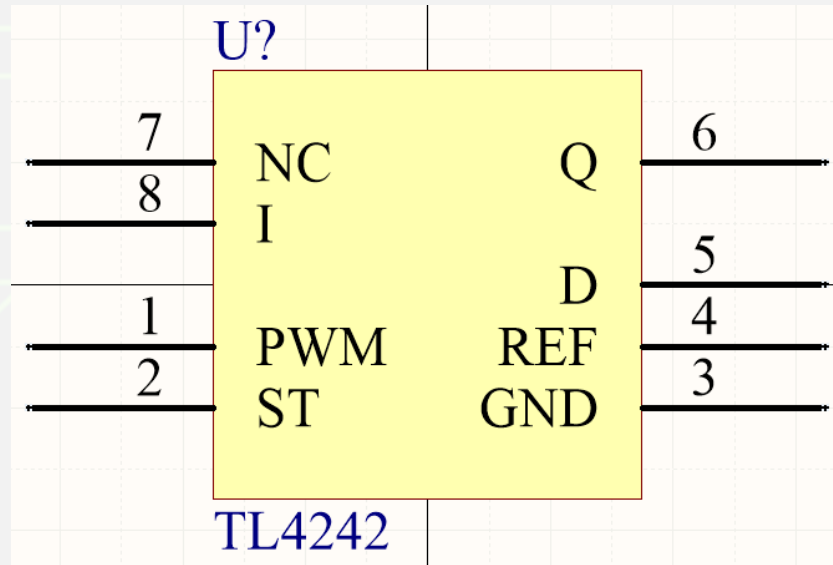 U?
7 NC Q 6
8 I
D 5
1 PWM REF 4
2 ST GND 3
TL4242